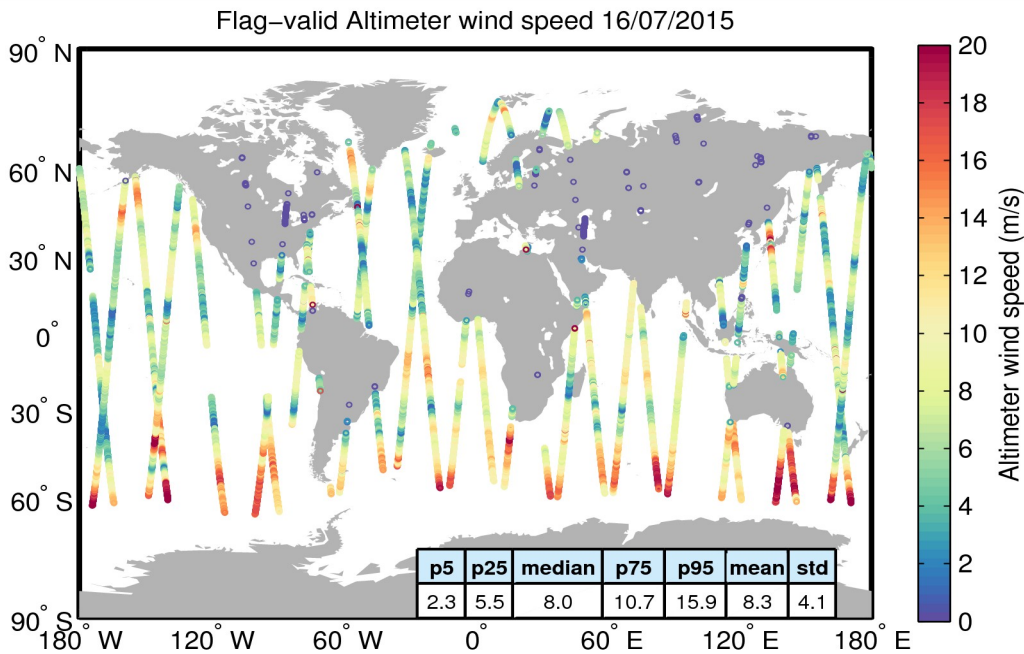 Flag−valid Altimeter wind speed 16/07/2015
90° N
60° N
30° N
0°
30° S
60° S
90° S
180° W
120° W
60° W
0°
60° E
120° E
180° E
p5 p25 median p75 p95 mean std
2.3 5.5 8.0 10.7 15.9 8.3 4.1
20
18
16
14
12
10
8
6
4
2
0
Altimeter wind speed (m/s)